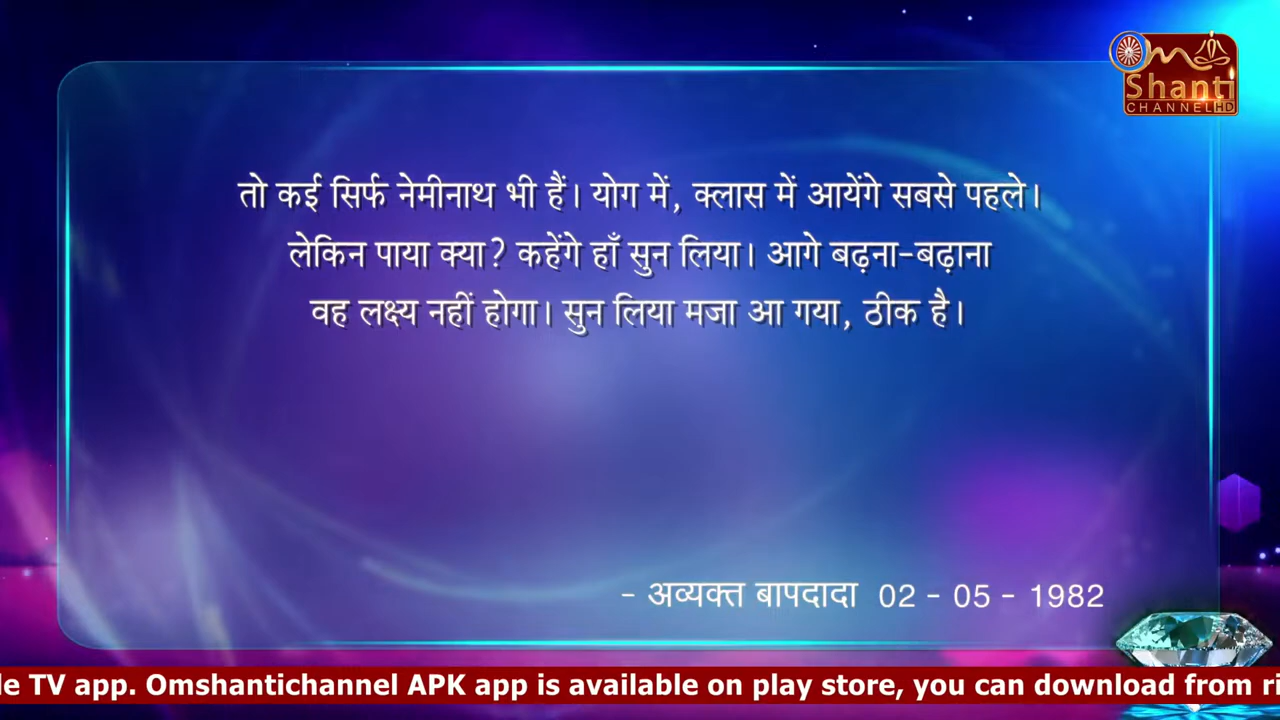 Om
Shanti
CHANNEL HD
तो कई सिर्फ नेमीनाथ भी हैं। योग में, क्लास में आयेंगे सबसे पहले।
लेकिन पाया क्या? कहेंगे हाँ सुन लिया। आगे बढ़ना-बढ़ाना
वह लक्ष्य नहीं होगा। सुन लिया मजा आ गया, ठीक है।
- अव्यक्त बापदादा 02 - 05 - 1982
le TV app. Omshantichannel APK app is available on play store, you can download from ri